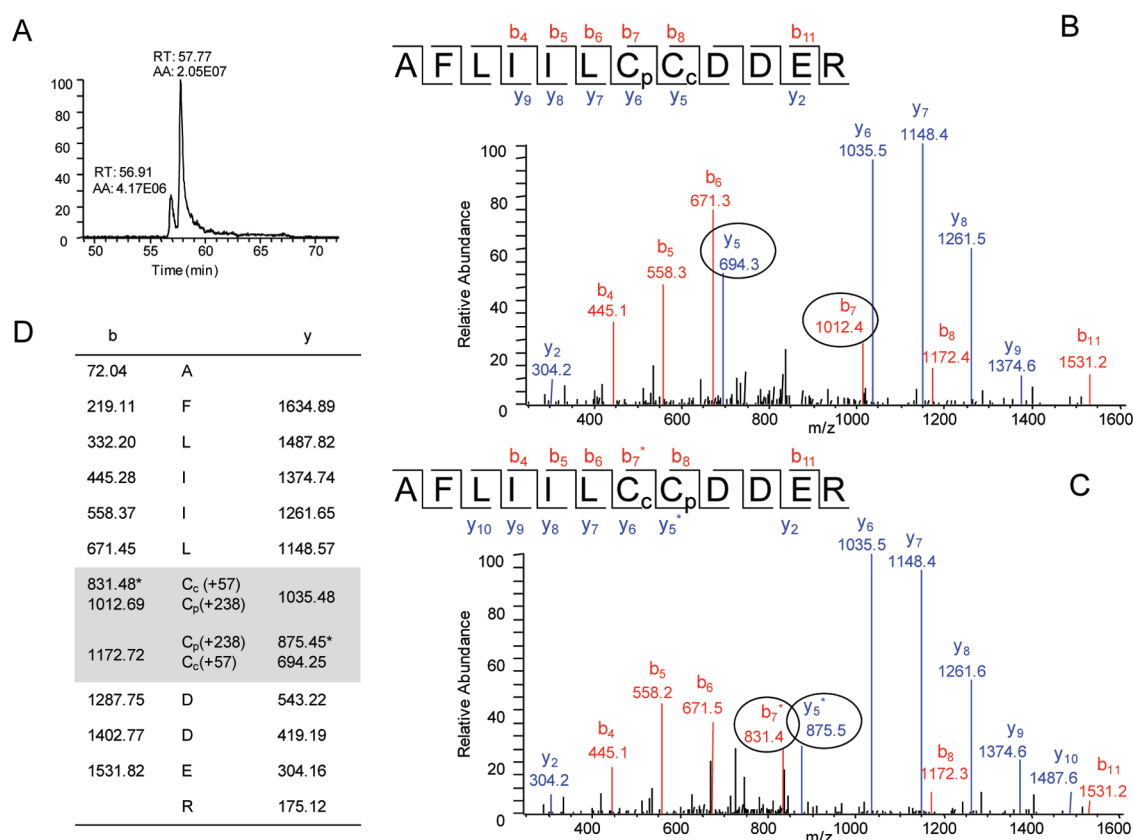 A
RT: 57.77
AA: 2.05E07
RT: 56.91
AA: 4.17E06
100
80
60
40
20
0
50 55 60 65 70
Time (min)
B
b4 b5 b6 b7 b8 b11
A F L I I L Cp Cc D D E R
y9 y8 y7 y6 y5 y2
Relative Abundance
100
80
60
40
20
0
y2
304.2
b4
445.1
b5
558.3
b6
671.3
y5
694.3
b7
1012.4
y6
1035.5
y7
1148.4
b8
1172.4
y8
1261.5
y9
1374.6
b11
1531.2
400 600 800 1000 1200 1400 1600
m/z
C
b4 b5 b6 b7* b8 b11
A F L I I L Cc Cp D D E R
y10 y9 y8 y7 y6 y5* y2
Relative Abundance
100
80
60
40
20
0
y2
304.2
b4
445.1
b5
558.2
b6
671.5
b7*
831.4
y5*
875.5
y6
1035.5
y7
1148.4
b8
1172.3
y8
1261.6
y9
1374.6
y10
1487.6
b11
1531.2
400 600 800 1000 1200 1400 1600
m/z
D
b y
72.04 A
219.11 F 1634.89
332.20 L 1487.82
445.28 I 1374.74
558.37 I 1261.65
671.45 L 1148.57
831.48* Cc (+57)
1012.69 Cp(+238) 1035.48
1172.72 Cp(+238) 875.45*
Cc(+57) 694.25
1287.75 D 543.22
1402.77 D 419.19
1531.82 E 304.16
R 175.12